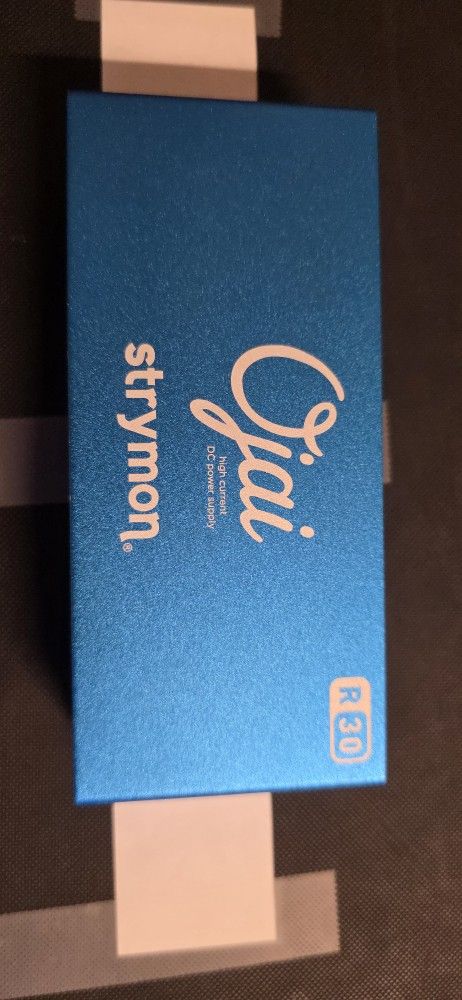 R 30
Ojai
high current
DC power supply
strymon®